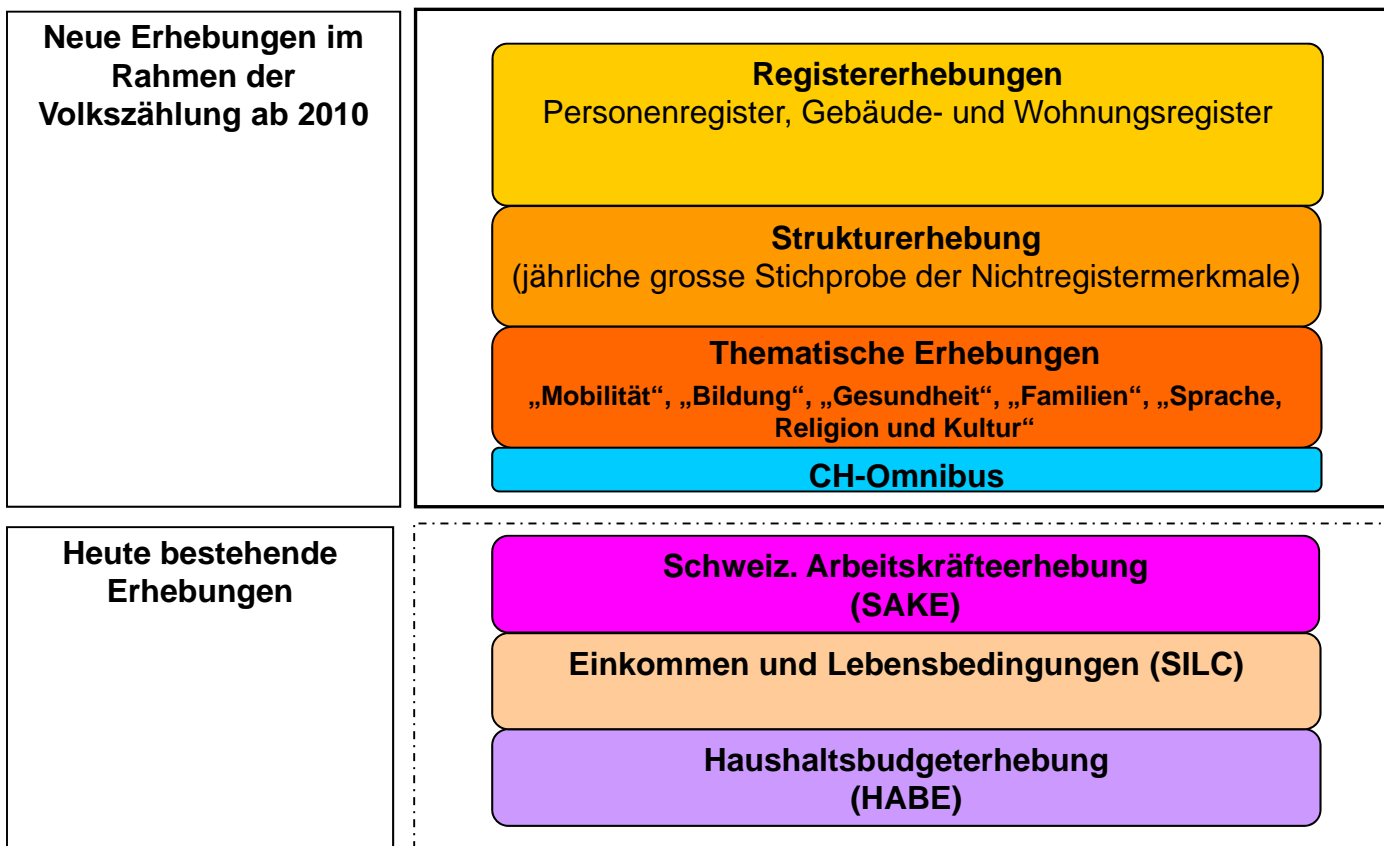 Neue Erhebungen im
Rahmen der
Volkszählung ab 2010
Registererhebungen
Personenregister, Gebäude- und Wohnungsregister
Strukturerhebung
(jährliche grosse Stichprobe der Nichtregistermerkmale)
Thematische Erhebungen
„Mobilität“, „Bildung“, „Gesundheit“, „Familien“, „Sprache,
Religion und Kultur“
CH-Omnibus
Heute bestehende
Erhebungen
Schweiz. Arbeitskräfteerhebung
(SAKE)
Einkommen und Lebensbedingungen (SILC)
Haushaltsbudgeterhebung
(HABE)